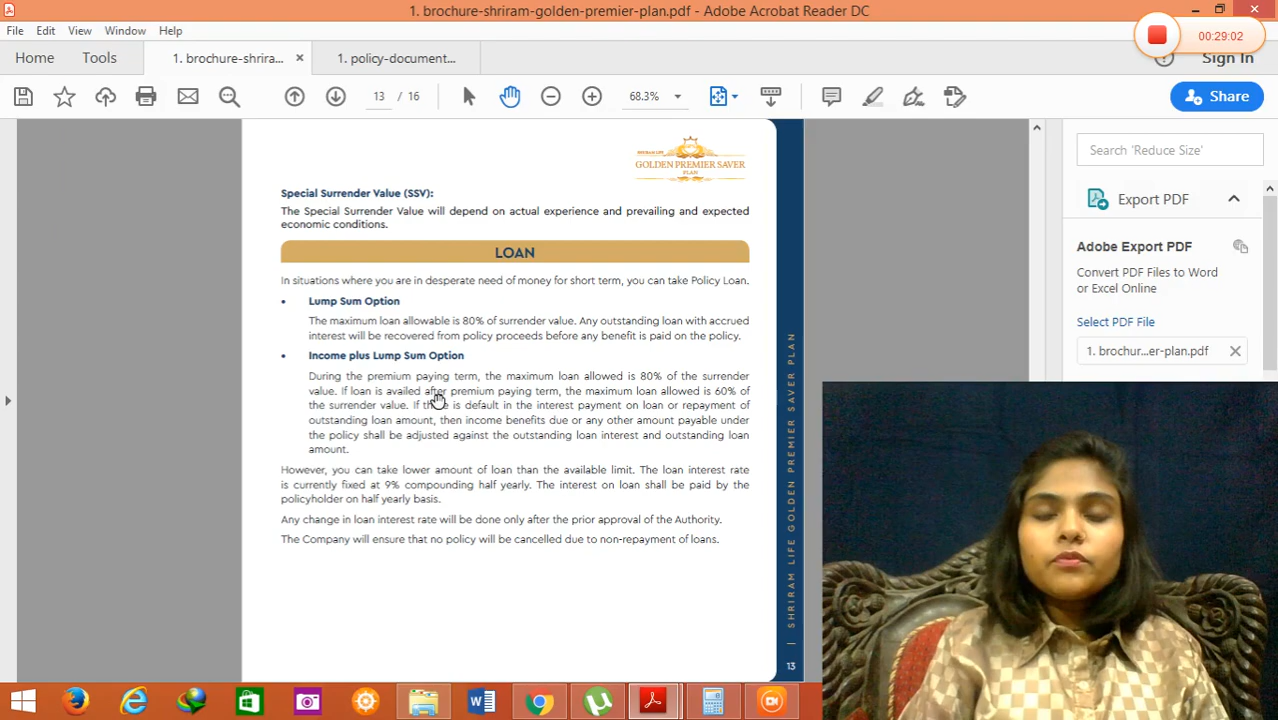 1. brochure-shriram-golden-premier-plan.pdf - Adobe Acrobat Reader DC
File Edit View Window Help
00:29:02
Home Tools 1. brochure-shrira... × 1. policy-document... Sign In
13 / 16 68.3% Share
Search 'Reduce Size'
SHRIRAM LIFE
GOLDEN PREMIER SAVER
PLAN
Special Surrender Value (SSV):
The Special Surrender Value will depend on actual experience and prevailing and expected
economic conditions.
LOAN
In situations where you are in desperate need of money for short term, you can take Policy Loan.
• Lump Sum Option
The maximum loan allowable is 80% of surrender value. Any outstanding loan with accrued
interest will be recovered from policy proceeds before any benefit is paid on the policy.
• Income plus Lump Sum Option
During the premium paying term, the maximum loan allowed is 80% of the surrender
value. If loan is availed after premium paying term, the maximum loan allowed is 60% of
the surrender value. If there is default in the interest payment on loan or repayment of
outstanding loan amount, then income benefits due or any other amount payable under
the policy shall be adjusted against the outstanding loan interest and outstanding loan
amount.
However, you can take lower amount of loan than the available limit. The loan interest rate
is currently fixed at 9% compounding half yearly. The interest on loan shall be paid by the
policyholder on half yearly basis.
Any change in loan interest rate will be done only after the prior approval of the Authority.
The Company will ensure that no policy will be cancelled due to non-repayment of loans.
| SHRIRAM LIFE GOLDEN PREMIER SAVER PLAN
13
Export PDF
Adobe Export PDF
Convert PDF Files to Word
or Excel Online
Select PDF File
1. brochur...er-plan.pdf ×